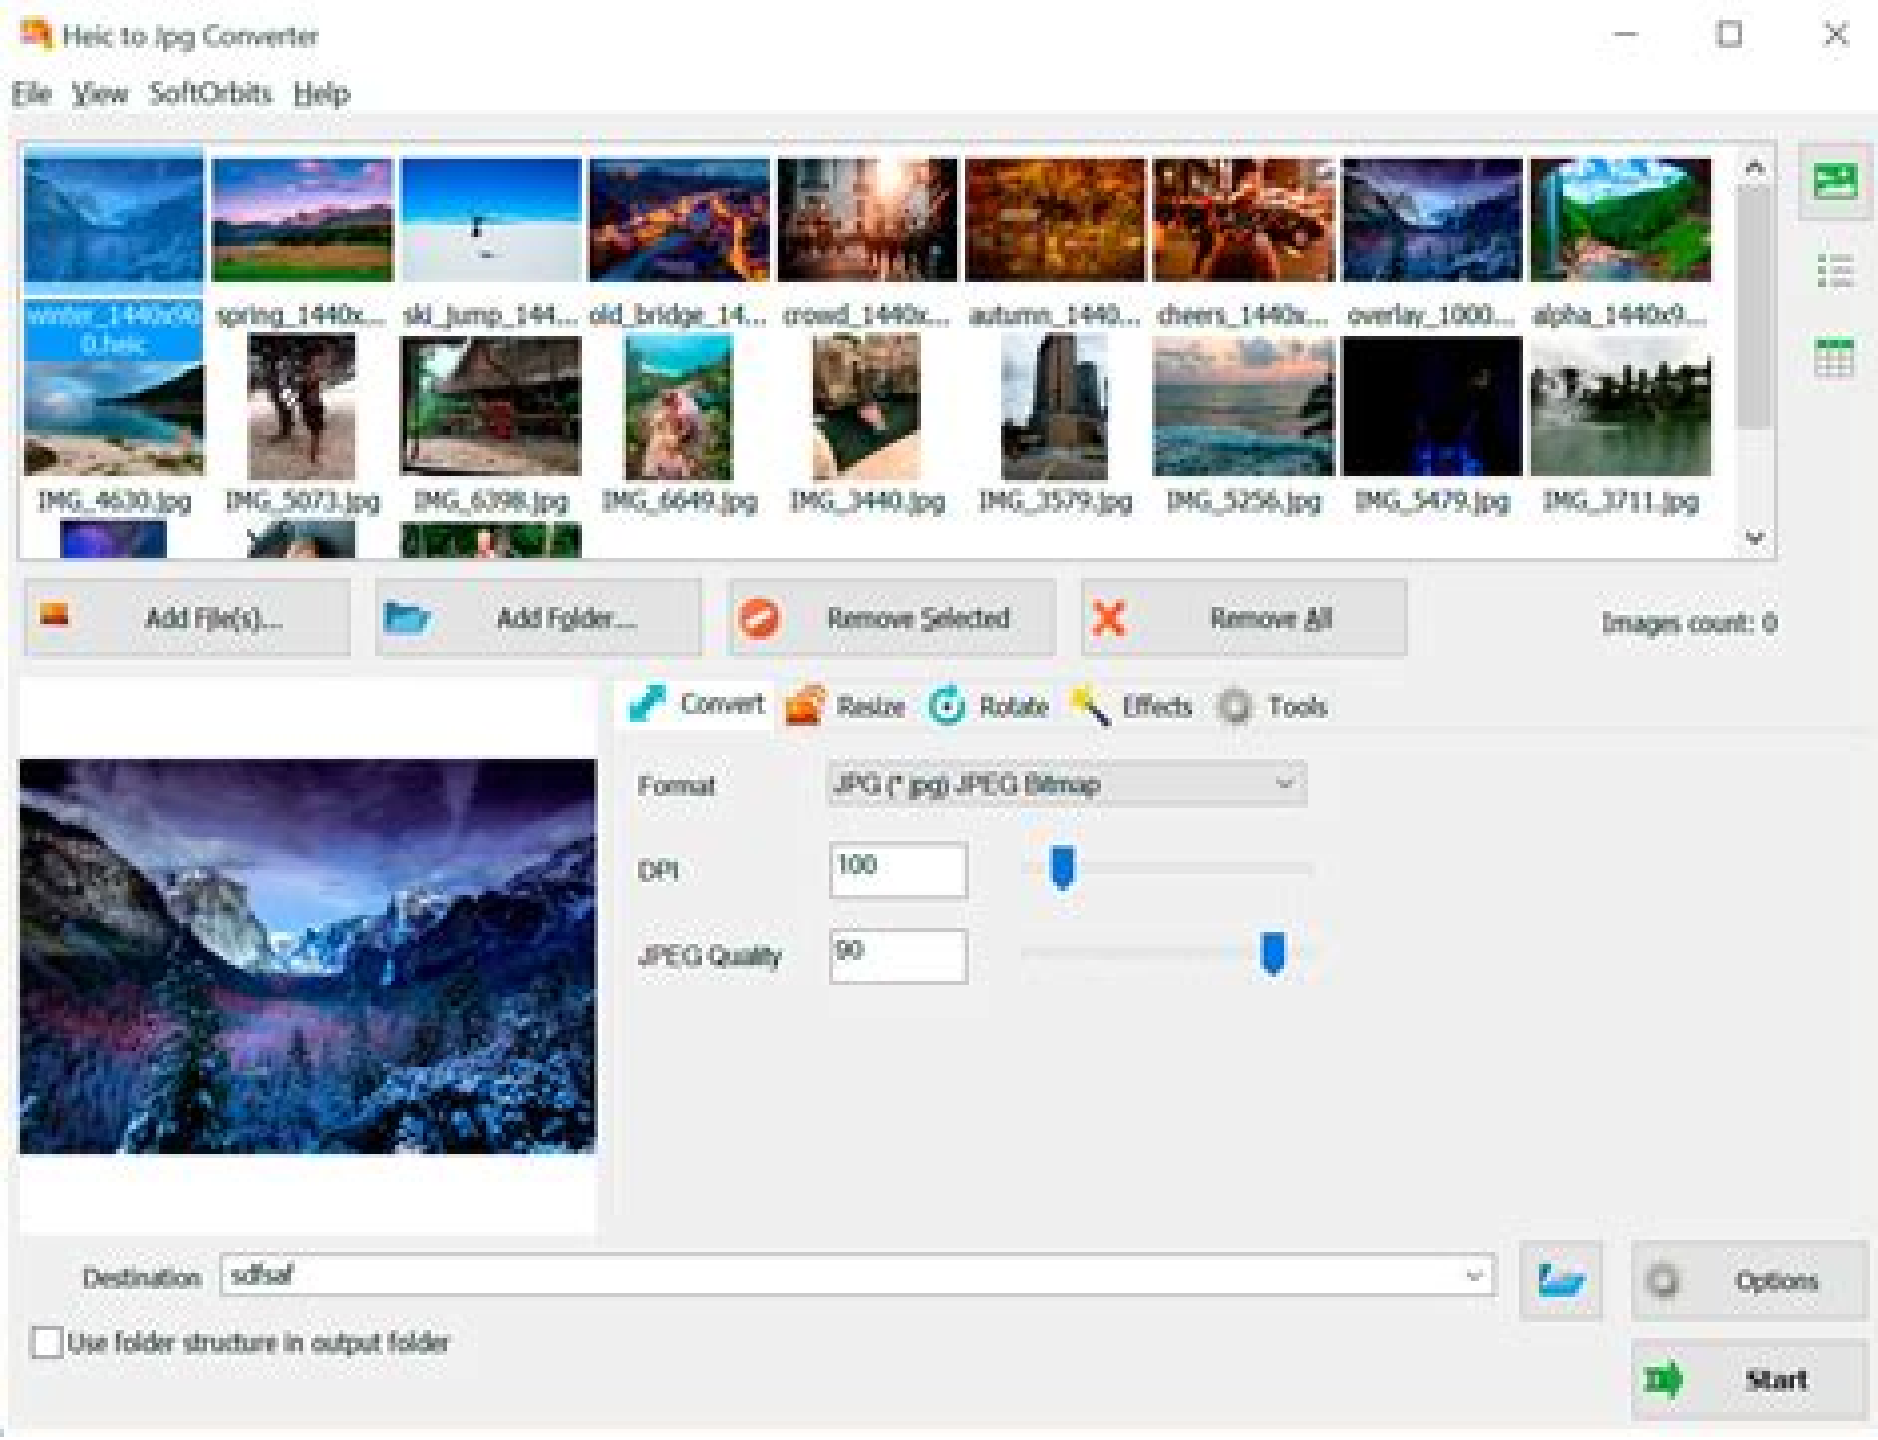 Heic to Jpg Converter
File View SoftOrbits Help
winter_1440x96 spring_1440x... ski_jump_144... old_bridge_14... crowd_1440x... autumn_1440... cheers_1440x... overlay_1000... alpha_1440x9...
0.heic
IMG_4630.jpg IMG_5073.jpg IMG_6398.jpg IMG_6649.jpg IMG_3440.jpg IMG_3579.jpg IMG_5256.jpg IMG_5479.jpg IMG_3711.jpg
Add File(s)... Add Folder... Remove Selected Remove All Images count: 0
Convert Resize Rotate Effects Tools
Format JPG (*.jpg) JPEG Bitmap
DPI 100
JPEG Quality 90
Destination sdfsaf Options
Use folder structure in output folder
Start